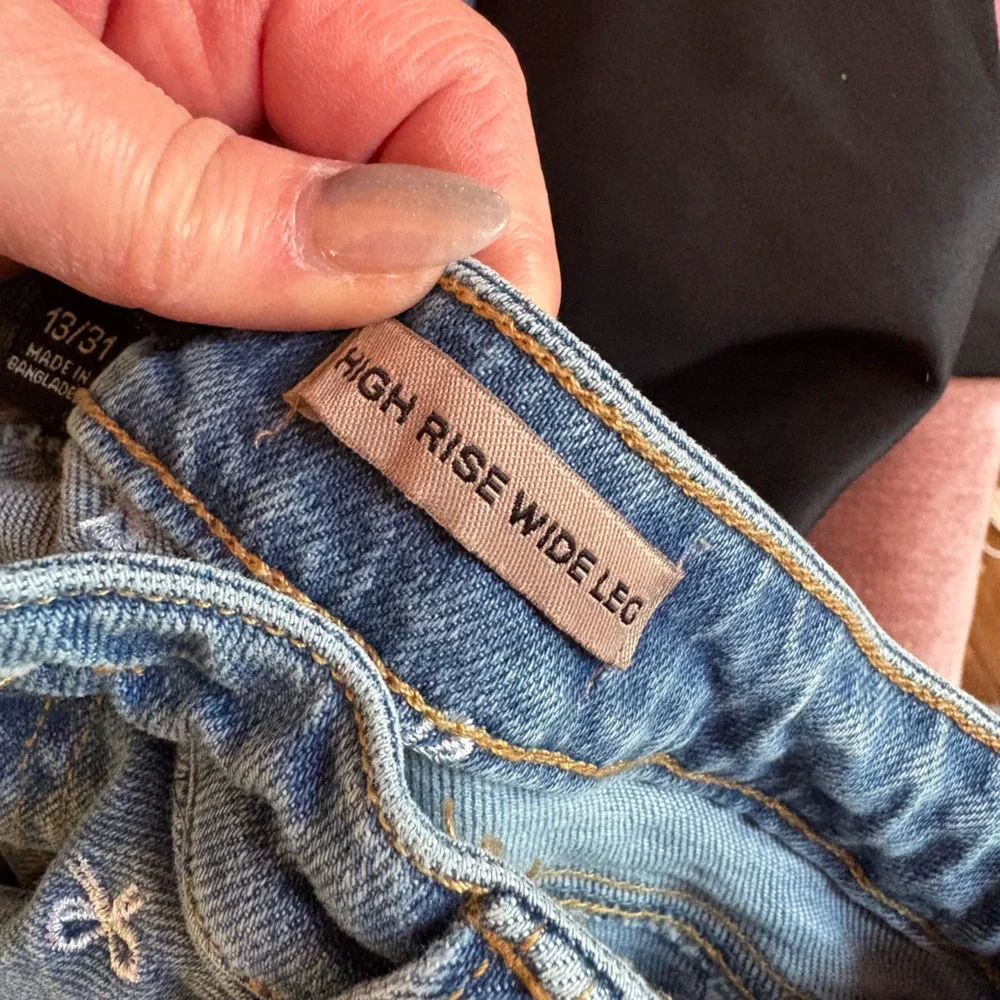 13/31
MADE IN
HIGH RISE WIDE LEG